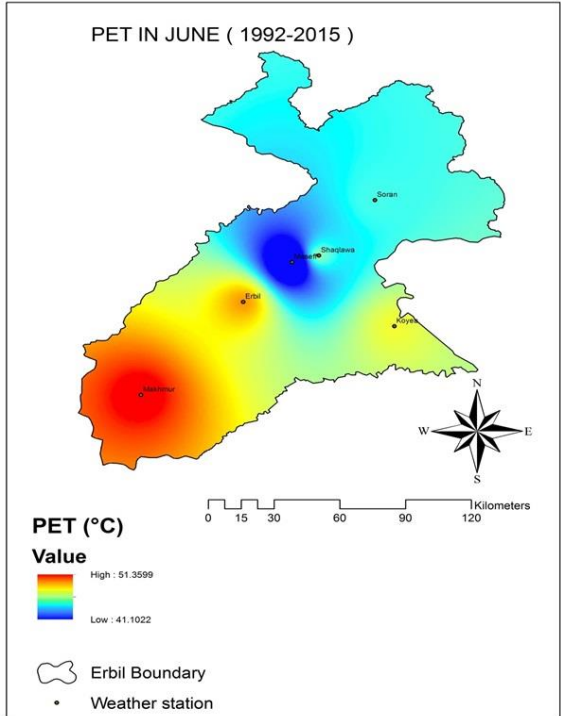 PET IN JUNE ( 1992-2015 )
Soran
Shaqlawa
Erbil
Koyea
Makhmur
N
W E
S
Kilometers
0 15 30 60 90 120
PET (°C)
Value
High : 51.3599
Low : 41.1022
Erbil Boundary
Weather station